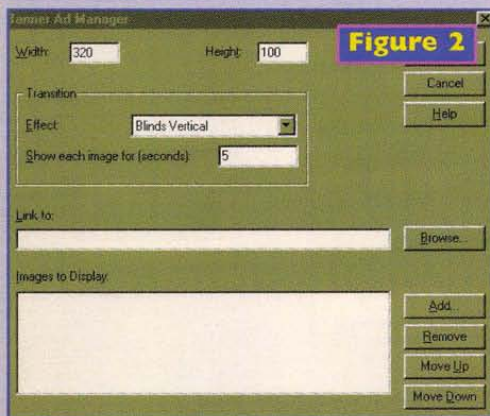 Banner Ad Manager
Figure 2
Width: 320 Height: 100
Cancel
Help
Transition
Effect: Blinds Vertical
Show each image for (seconds): 5
Link to:
Browse...
Images to Display:
Add...
Remove
Move Up
Move Down